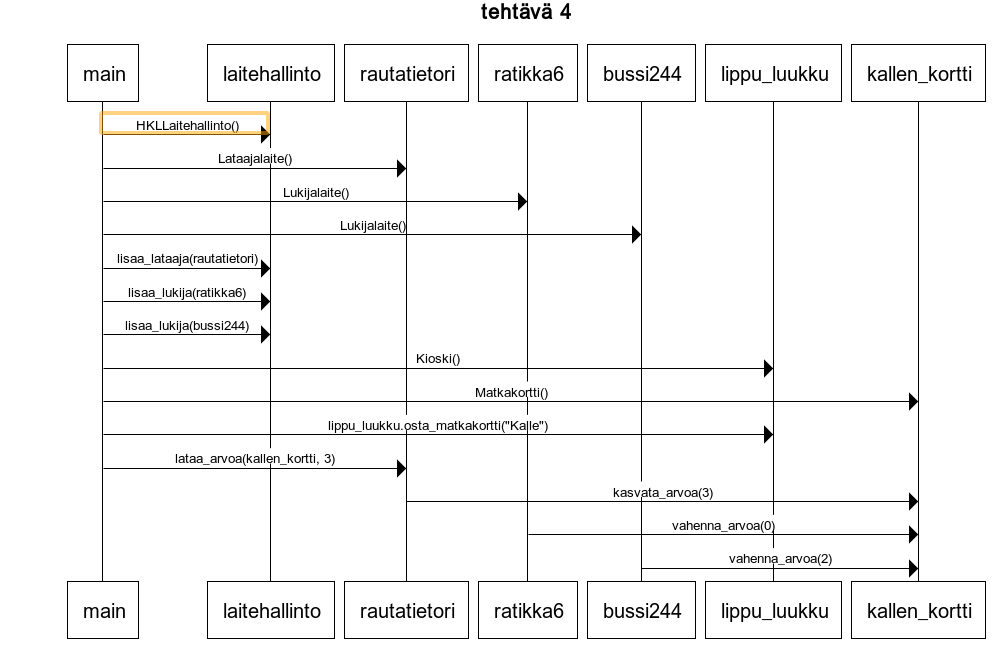 tehtävä 4
main laitehallinto rautatietori ratikka6 bussi244 lippu_luukku kallen_kortti
HKLLaitehallinto()
Lataajalaite()
Lukijalaite()
Lukijalaite()
lisaa_lataaja(rautatietori)
lisaa_lukija(ratikka6)
lisaa_lukija(bussi244)
Kioski()
Matkakortti()
lippu_luukku.osta_matkakortti("Kalle")
lataa_arvoa(kallen_kortti, 3)
kasvata_arvoa(3)
vahenna_arvoa(0)
vahenna_arvoa(2)
main laitehallinto rautatietori ratikka6 bussi244 lippu_luukku kallen_kortti